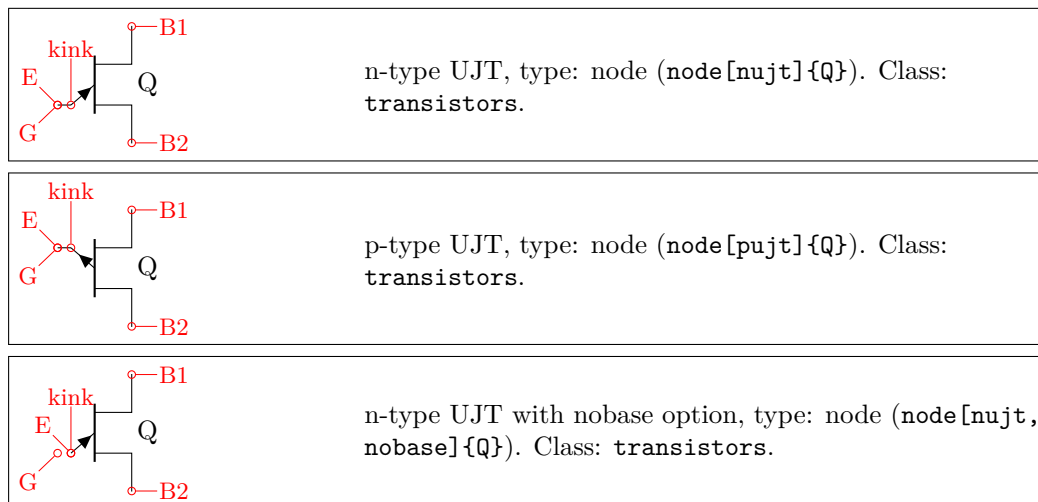 B1
kink
E
Q
G
B2
n-type UJT, type: node (node[nujt]{Q}). Class:
transistors.
B1
kink
E
Q
G
B2
p-type UJT, type: node (node[pujt]{Q}). Class:
transistors.
B1
kink
E
Q
G
B2
n-type UJT with nobase option, type: node (node[nujt,
nobase]{Q}). Class: transistors.